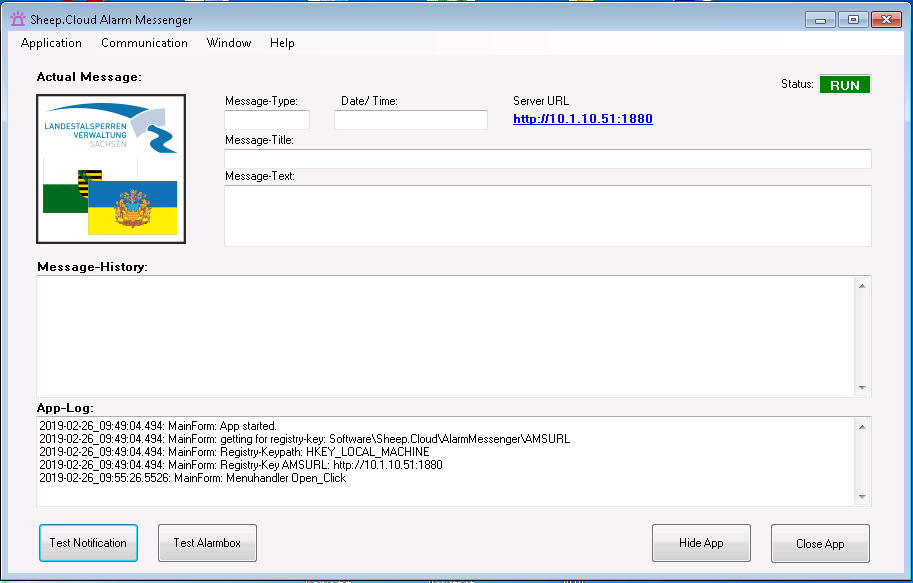 Sheep.Cloud Alarm Messenger
Application Communication Window Help
Actual Message:
Status: RUN
LANDESTALSPERREN
VERWALTUNG
SACHSEN
Message-Type: Date/ Time: Server URL
http://10.1.10.51:1880
Message-Title:
Message-Text:
Message-History:
App-Log:
2019-02-26_09:49:04.494: MainForm: App started.
2019-02-26_09:49:04.494: MainForm: getting for registry-key: Software\Sheep.Cloud\AlarmMessenger\AMSURL
2019-02-26_09:49:04.494: MainForm: Registry-Keypath: HKEY_LOCAL_MACHINE
2019-02-26_09:49:04.494: MainForm: Registry-Key AMSURL: http://10.1.10.51:1880
2019-02-26_09:55:26.5526: MainForm: Menuhandler Open_Click
Test Notification Test Alarmbox Hide App Close App